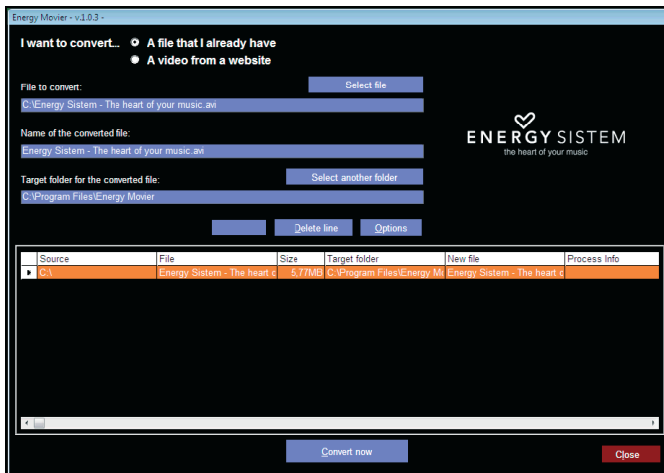 Energy Movier - v.1.0.3 -
I want to convert... A file that I already have
A video from a website
File to convert: Select file
C:\Energy Sistem - The heart of your music.avi
Name of the converted file:
Energy Sistem - The heart of your music.avi
ENERGY SISTEM
the heart of your music
Target folder for the converted file: Select another folder
C:\Program Files\Energy Movier
Delete line Options
Source File Size Target folder New file Process Info
C:\ Energy Sistem - The heart c 5,77MB C:\Program Files\Energy Mo Energy Sistem - The heart c
Convert now
Close